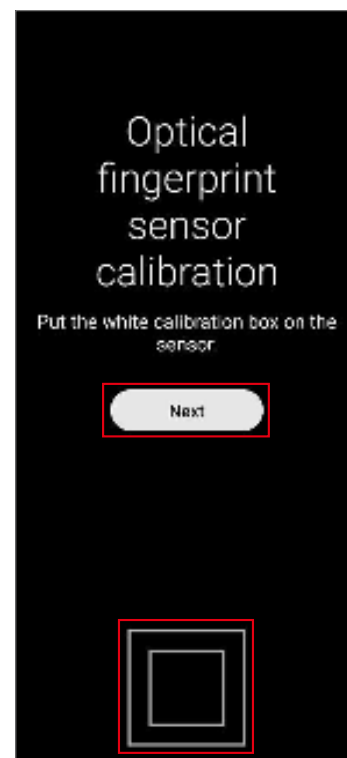 Optical
fingerprint
sensor
calibration
Put the white calibration box on the
sensor
Next